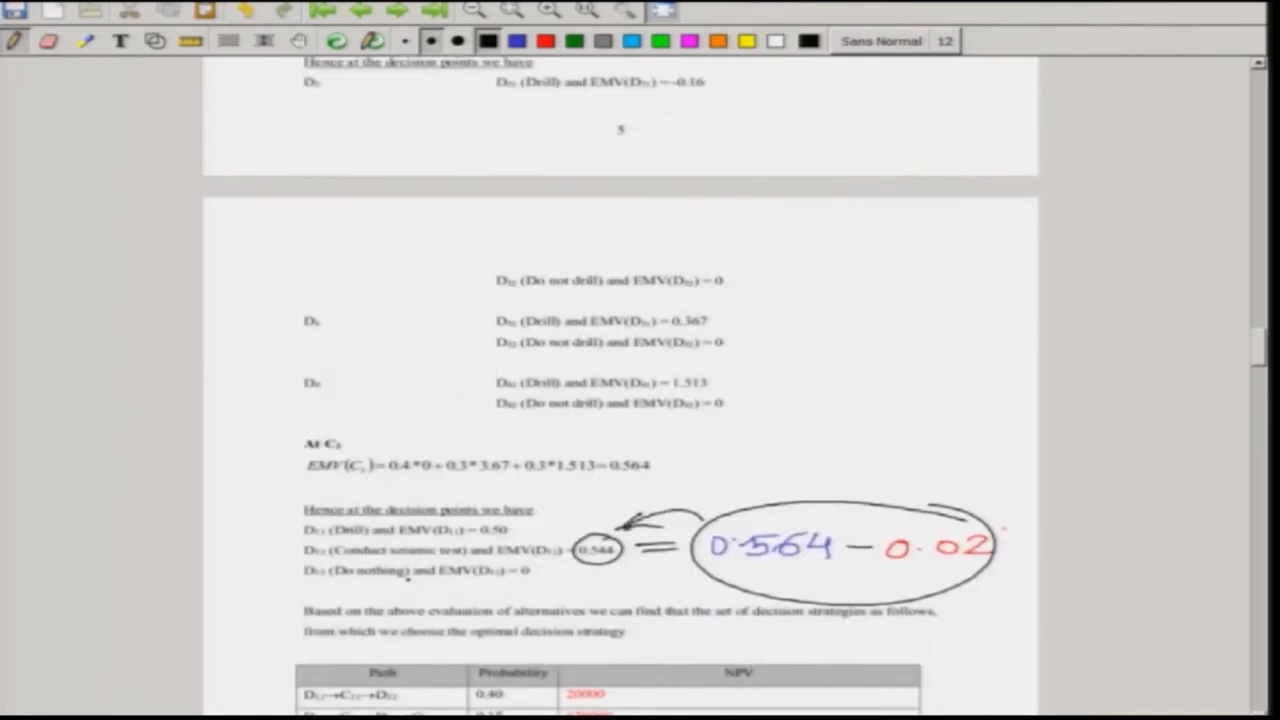 Sans Normal 12
Hence at the decision points we have
D₂ D₂₁ (Drill) and EMV(D₂₁) = -0.16
5
D₂₂ (Do not drill) and EMV(D₂₂) = 0
D₃ D₃₁ (Drill) and EMV(D₃₁) = 0.367
D₃₂ (Do not drill) and EMV(D₃₂) = 0
D₄ D₄₁ (Drill) and EMV(D₄₁) = 1.513
D₄₂ (Do not drill) and EMV(D₄₂) = 0
At C₂
EMV(C₂) = 0.4*0 + 0.3*3.67 + 0.3*1.513 = 0.564
Hence at the decision points we have
D₁₁ (Drill) and EMV(D₁₁) = 0.50
D₁₂ (Conduct seismic test) and EMV(D₁₂) = 0.544 = 0.564 - 0.02
D₁₃ (Do nothing) and EMV(D₁₃) = 0
Based on the above evaluation of alternatives we can find that the set of decision strategies as follows,
from which we choose the optimal decision strategy
Path Probability NPV
D₁₂→C₂₁→D₂₂ 0.40 20000